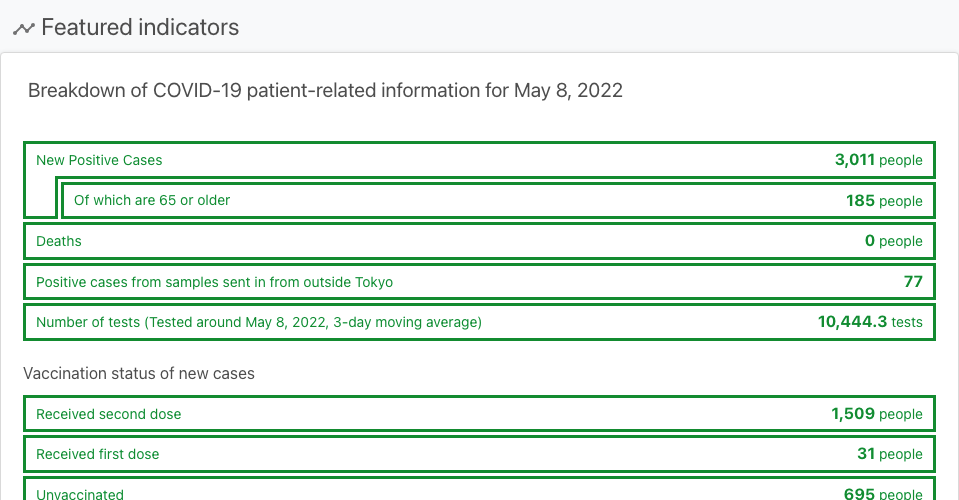 Featured indicators
Breakdown of COVID-19 patient-related information for May 8, 2022
New Positive Cases 3,011 people
Of which are 65 or older 185 people
Deaths 0 people
Positive cases from samples sent in from outside Tokyo 77
Number of tests (Tested around May 8, 2022, 3-day moving average) 10,444.3 tests
Vaccination status of new cases
Received second dose 1,509 people
Received first dose 31 people
Unvaccinated 695 people